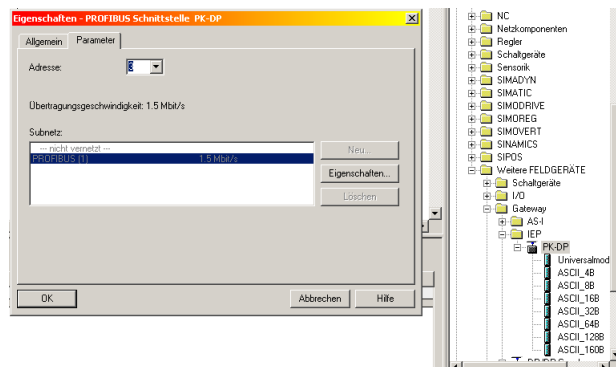 Eigenschaften - PROFIBUS Schnittstelle PK-DP
Allgemein
Parameter
Adresse:
3
Übertragungsgeschwindigkeit: 1.5 Mbit/s
Subnetz:
--- nicht vernetzt ---
PROFIBUS (1) 1.5 Mbit/s
Neu...
Eigenschaften...
Löschen
OK
Abbrechen
Hilfe
NC
Netzkomponenten
Regler
Schaltgeräte
Sensorik
SIMADYN
SIMATIC
SIMODRIVE
SIMOREG
SIMOVERT
SINAMICS
SIPOS
Weitere FELDGERÄTE
Schaltgeräte
I/O
Gateway
AS-I
IEP
PK-DP
Universalmod
ASCII_4B
ASCII_8B
ASCII_16B
ASCII_32B
ASCII_64B
ASCII_128B
ASCII_160B